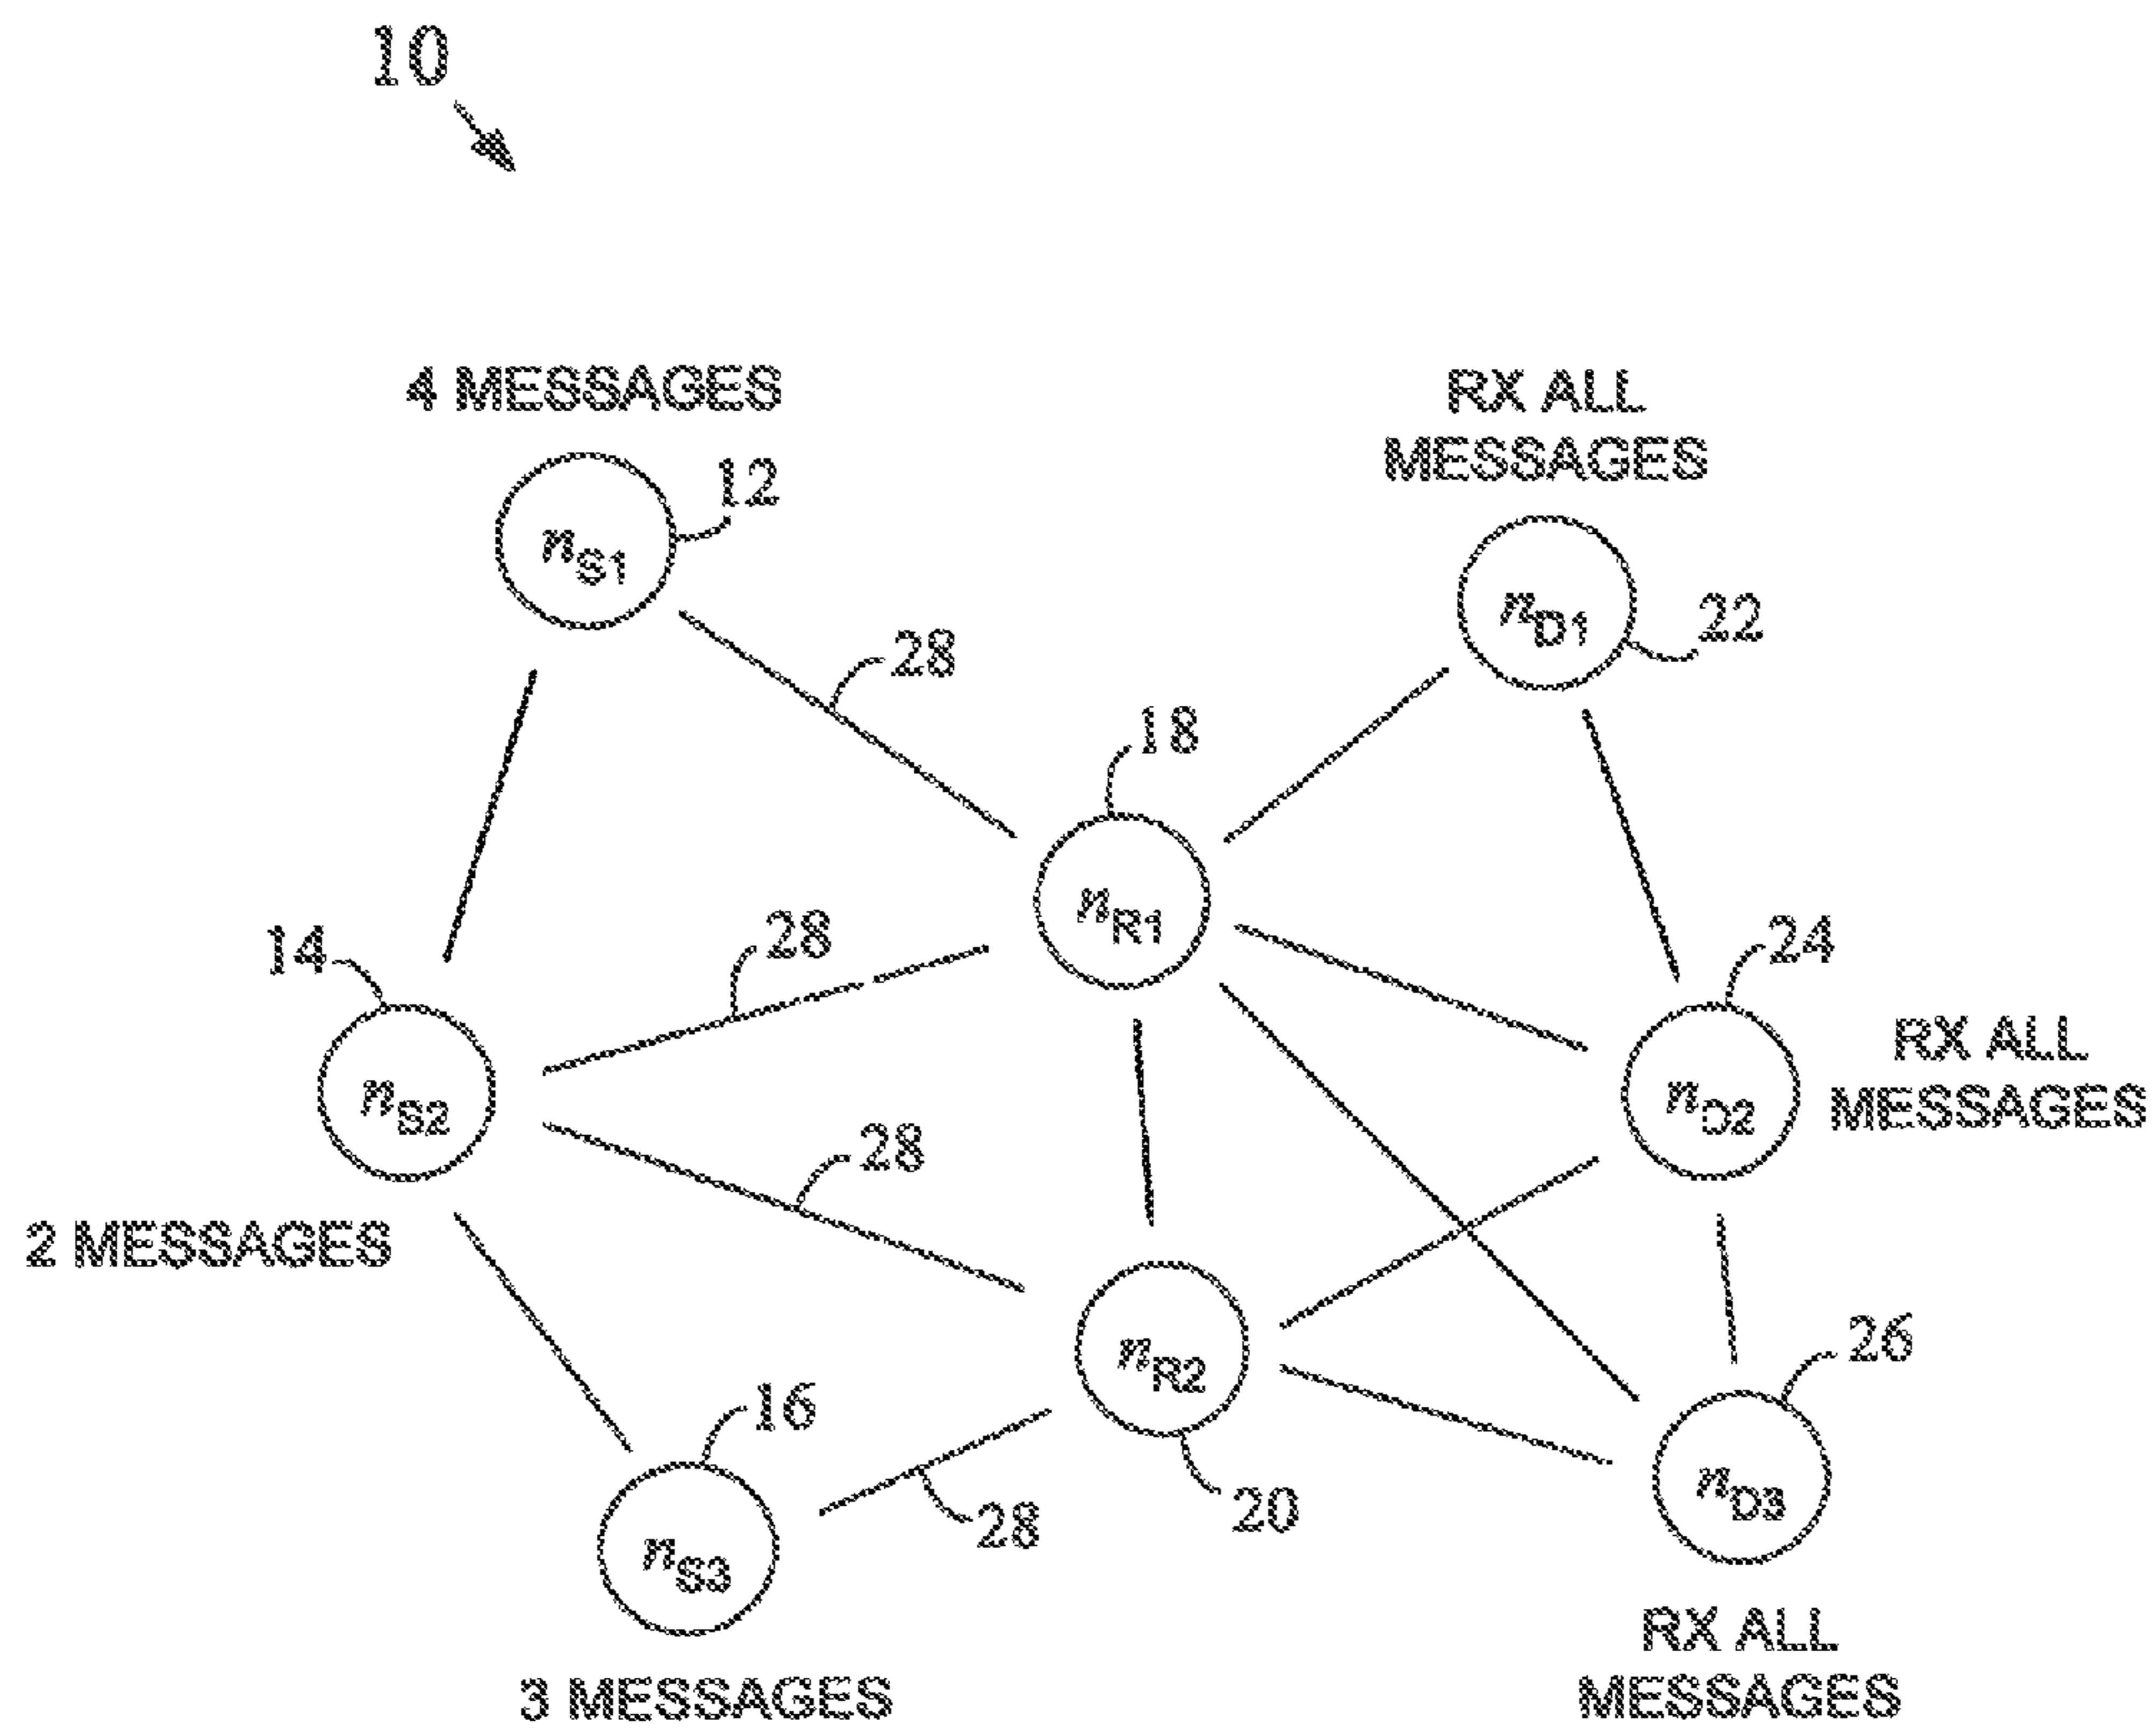 10
4 MESSAGES
12
nS1
RX ALL
MESSAGES
nD1
22
28
18
nR1
14
28
24
nS2
nD2
RX ALL
MESSAGES
28
2 MESSAGES
nR2
26
16
20
nD3
nS3
28
3 MESSAGES
RX ALL
MESSAGES